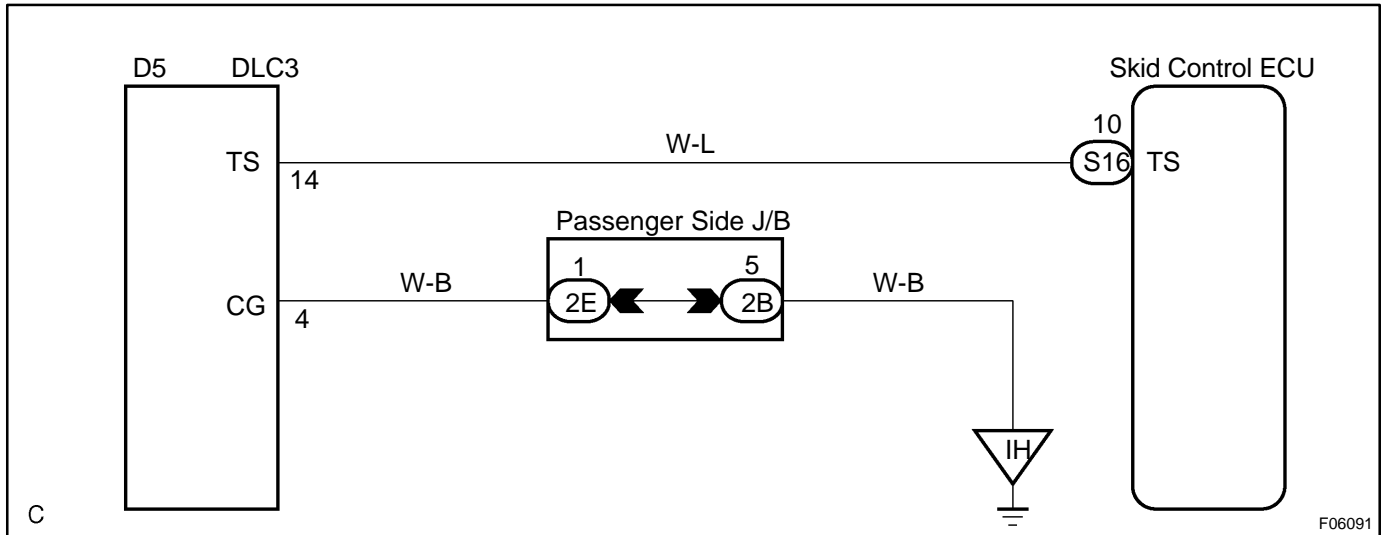 D5 DLC3
Skid Control ECU
10
TS
W-L
S16 TS
14
Passenger Side J/B
1 5
W-B
W-B
CG
2E 2B
4
IH
C
F06091